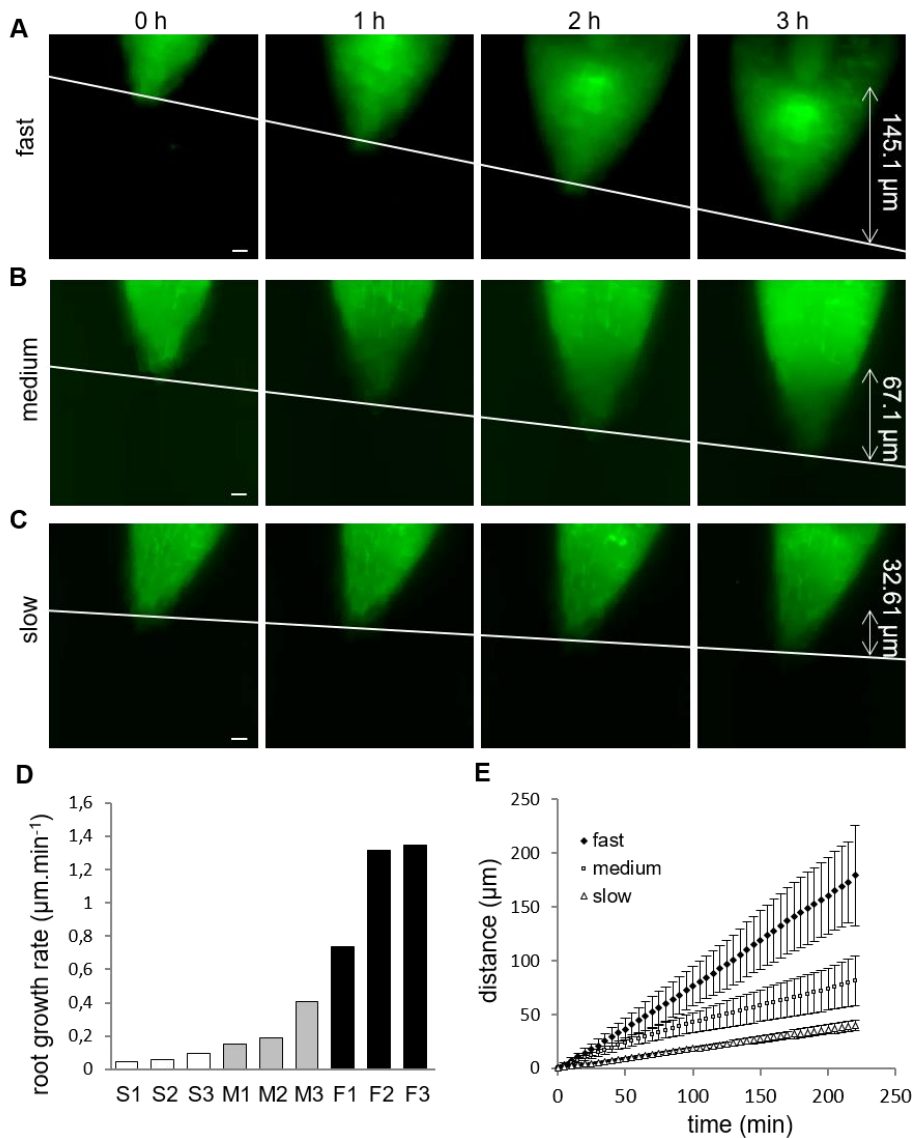 A
0 h
1 h
2 h
3 h
fast
145.1 µm
B
medium
67.1 µm
C
slow
32.61 µm
D
root growth rate (µm.min⁻¹)
1,6
1,4
1,2
1
0,8
0,6
0,4
0,2
0
S1 S2 S3 M1 M2 M3 F1 F2 F3
E
distance (µm)
250
200
150
100
50
0
fast
medium
slow
0 50 100 150 200 250
time (min)